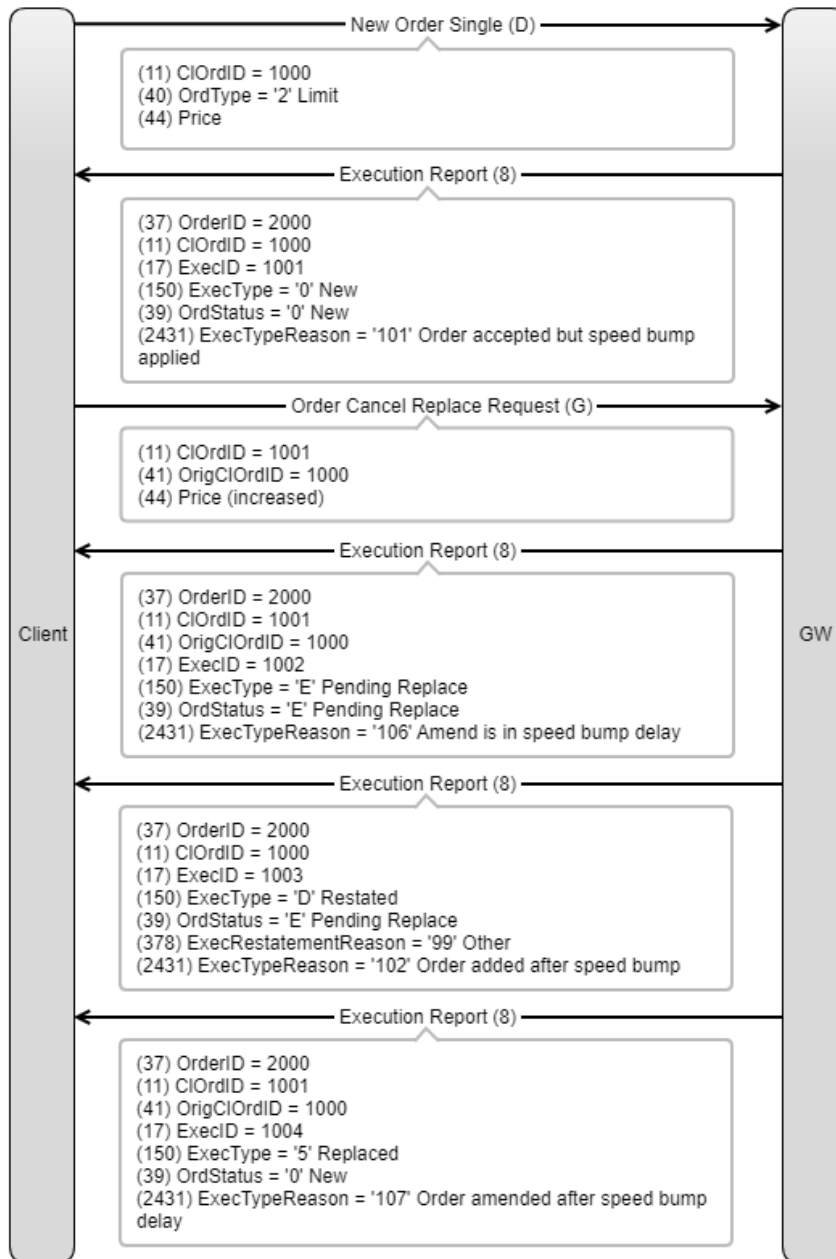 New Order Single (D)
(11) ClOrdID = 1000
(40) OrdType = '2' Limit
(44) Price
Execution Report (8)
(37) OrderID = 2000
(11) ClOrdID = 1000
(17) ExecID = 1001
(150) ExecType = '0' New
(39) OrdStatus = '0' New
(2431) ExecTypeReason = '101' Order accepted but speed bump
applied
Order Cancel Replace Request (G)
(11) ClOrdID = 1001
(41) OrigClOrdID = 1000
(44) Price (increased)
Execution Report (8)
(37) OrderID = 2000
(11) ClOrdID = 1001
(41) OrigClOrdID = 1000
(17) ExecID = 1002
(150) ExecType = 'E' Pending Replace
(39) OrdStatus = 'E' Pending Replace
(2431) ExecTypeReason = '106' Amend is in speed bump delay
Client
GW
Execution Report (8)
(37) OrderID = 2000
(11) ClOrdID = 1000
(17) ExecID = 1003
(150) ExecType = 'D' Restated
(39) OrdStatus = 'E' Pending Replace
(378) ExecRestatementReason = '99' Other
(2431) ExecTypeReason = '102' Order added after speed bump
Execution Report (8)
(37) OrderID = 2000
(11) ClOrdID = 1001
(41) OrigClOrdID = 1000
(17) ExecID = 1004
(150) ExecType = '5' Replaced
(39) OrdStatus = '0' New
(2431) ExecTypeReason = '107' Order amended after speed bump
delay